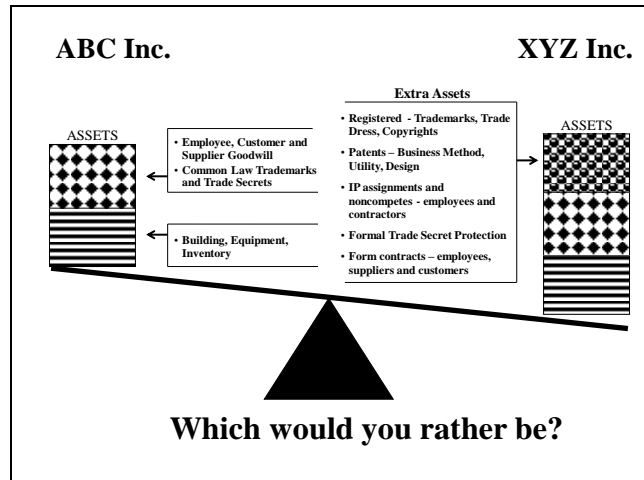 ABC Inc.
XYZ Inc.
Extra Assets
ASSETS
• Employee, Customer and
Supplier Goodwill
• Common Law Trademarks
and Trade Secrets
• Building, Equipment,
Inventory
• Registered - Trademarks, Trade
Dress, Copyrights
• Patents – Business Method,
Utility, Design
• IP assignments and
noncompetes - employees and
contractors
• Formal Trade Secret Protection
• Form contracts – employees,
suppliers and customers
ASSETS
Which would you rather be?